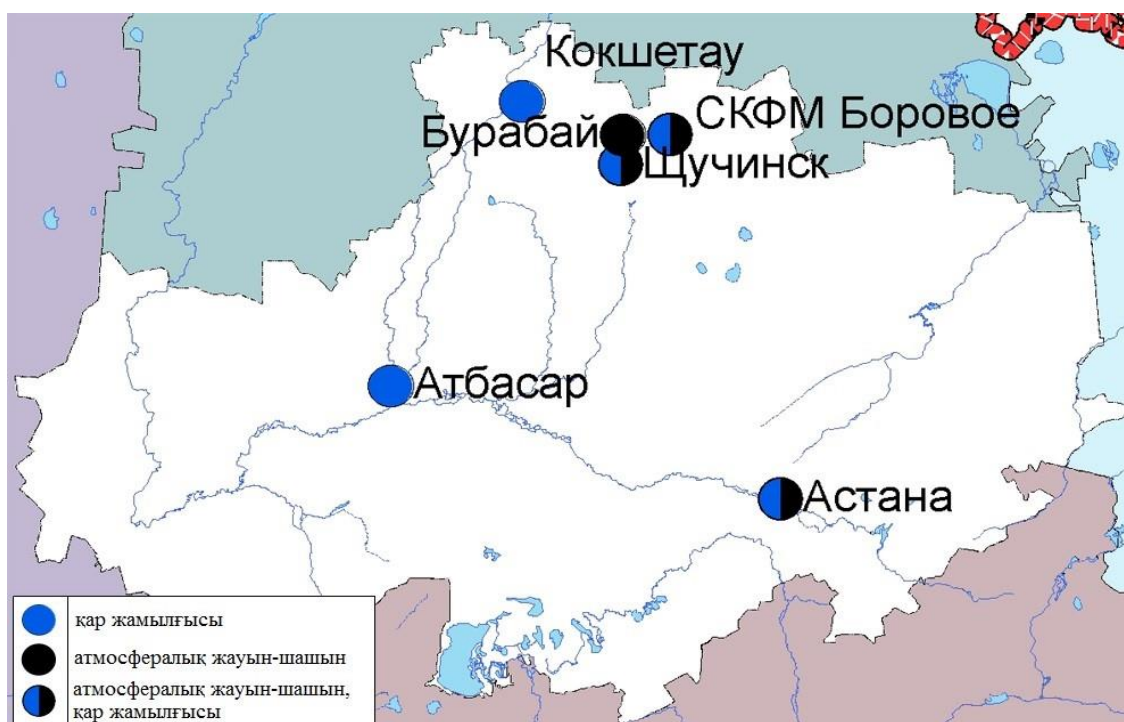 Кокшетау
Бурабай
СКФМ Боровое
Щучинск
Атбасар
Астана
қар жамылғысы
атмосфералық жауын-шашын
атмосфералық жауын-шашын,
қар жамылғысы